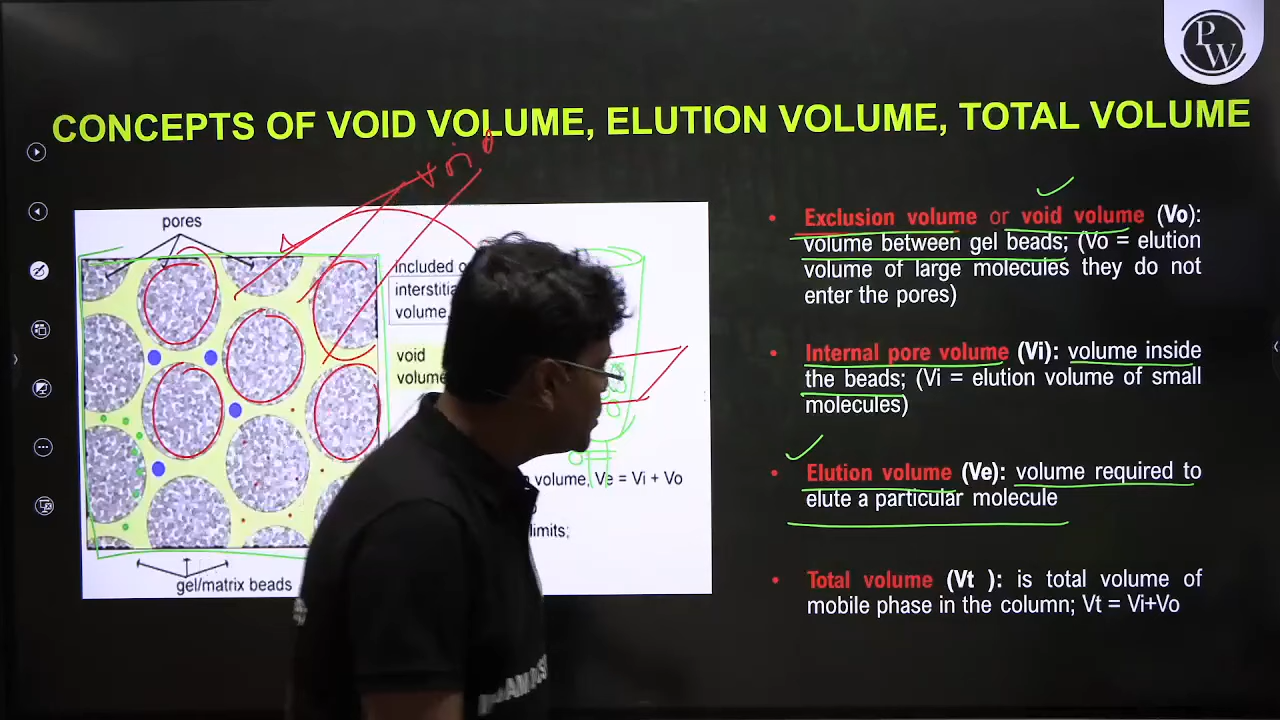 PW
CONCEPTS OF VOID VOLUME, ELUTION VOLUME, TOTAL VOLUME
void
pores
included
void
gel/matrix beads
volume, Ve = Vi + Vo
limits;
• Exclusion volume or void volume (Vo):
volume between gel beads; (Vo = elution
volume of large molecules they do not
enter the pores)
• Internal pore volume (Vi): volume inside
the beads; (Vi = elution volume of small
molecules)
• Elution volume (Ve): volume required to
elute a particular molecule
• Total volume (Vt ): is total volume of
mobile phase in the column; Vt = Vi+Vo